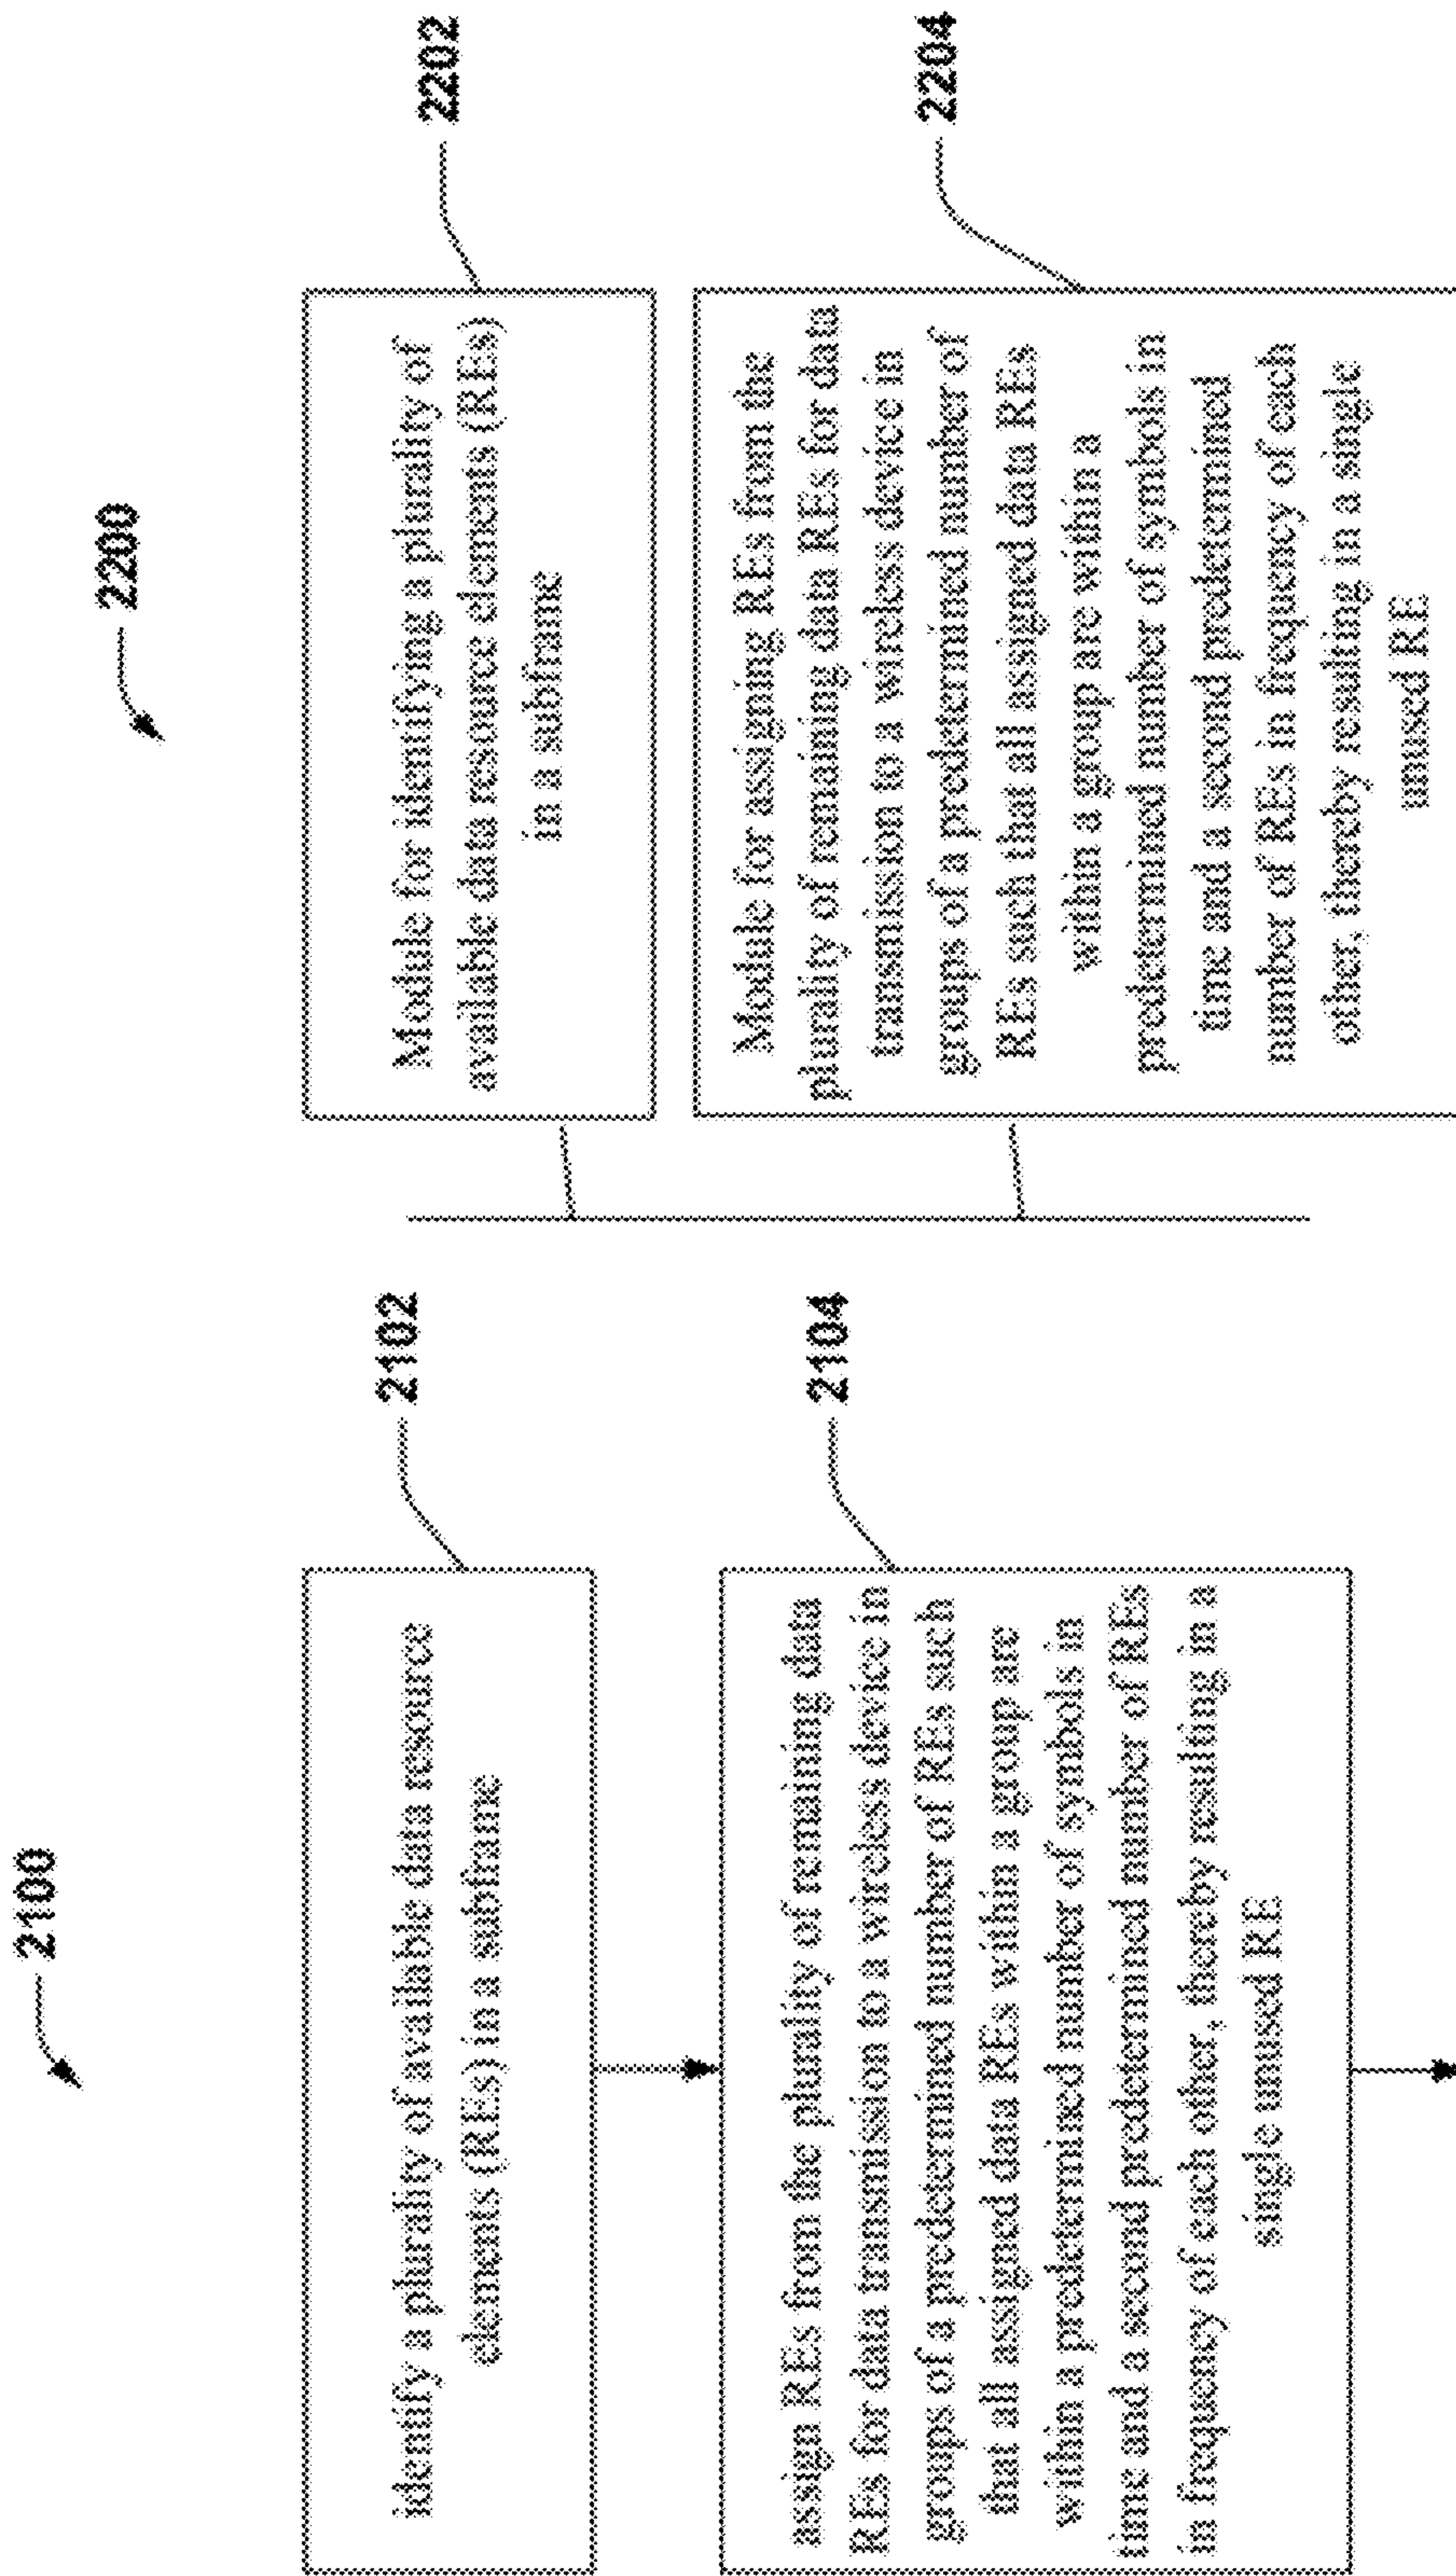 2100
identify a plurality of available data resource
elements (REs) in a subframe
2102
assign REs from the plurality of remaining data
REs for data transmission to a wireless device in
groups of a predetermined number of REs such
that all assigned data REs within a group are
within a predetermined number of symbols in
time and a second predetermined number of REs
in frequency of each other, thereby resulting in a
single unused RE
2104
2200
Module for identifying a plurality of
available data resource elements (REs)
in a subframe
2202
Module for assigning REs from the
plurality of remaining data REs for data
transmission to a wireless device in
groups of a predetermined number of
REs such that all assigned data REs
within a group are within a
predetermined number of symbols in
time and a second predetermined
number of REs in frequency of each
other, thereby resulting in a single
unused RE
2204